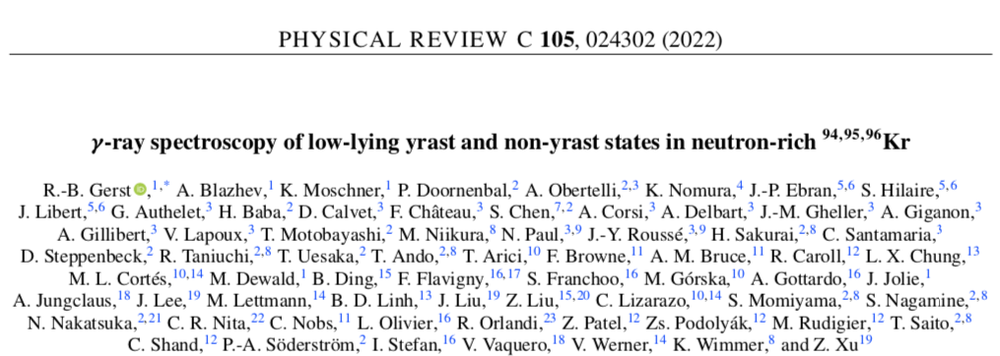 PHYSICAL REVIEW C 105, 024302 (2022)
γ-ray spectroscopy of low-lying yrast and non-yrast states in neutron-rich 94,95,96Kr
R.-B. Gerst iD,1,* A. Blazhev,1 K. Moschner,1 P. Doornenbal,2 A. Obertelli,2,3 K. Nomura,4 J.-P. Ebran,5,6 S. Hilaire,5,6
J. Libert,5,6 G. Authelet,3 H. Baba,2 D. Calvet,3 F. Château,3 S. Chen,7,2 A. Corsi,3 A. Delbart,3 J.-M. Gheller,3 A. Giganon,3
A. Gillibert,3 V. Lapoux,3 T. Motobayashi,2 M. Niikura,8 N. Paul,3,9 J.-Y. Roussé,3,9 H. Sakurai,2,8 C. Santamaria,3
D. Steppenbeck,2 R. Taniuchi,2,8 T. Uesaka,2 T. Ando,2,8 T. Arici,10 F. Browne,11 A. M. Bruce,11 R. Carroll,12 L. X. Chung,13
M. L. Cortés,10,14 M. Dewald,1 B. Ding,15 F. Flavigny,16,17 S. Franchoo,16 M. Górska,10 A. Gottardo,16 J. Jolie,1
A. Jungclaus,18 J. Lee,19 M. Lettmann,14 B. D. Linh,13 J. Liu,19 Z. Liu,15,20 C. Lizarazo,10,14 S. Momiyama,2,8 S. Nagamine,2,8
N. Nakatsuka,2,21 C. R. Nita,22 C. Nobs,11 L. Olivier,16 R. Orlandi,23 Z. Patel,12 Zs. Podolyák,12 M. Rudigier,12 T. Saito,2,8
C. Shand,12 P.-A. Söderström,2 I. Stefan,16 V. Vaquero,18 V. Werner,14 K. Wimmer,8 and Z. Xu19